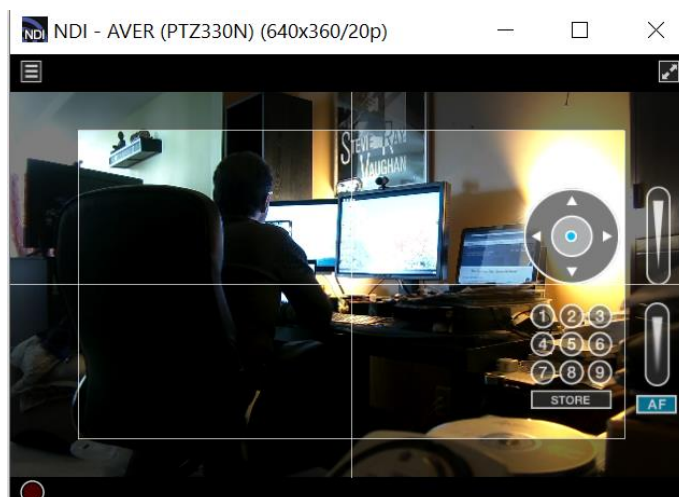 NDI
NDI - AVER (PTZ330N) (640x360/20p)
STEVIE RAY
VAUGHAN
1 2 3
4 5 6
7 8 9
STORE
AF